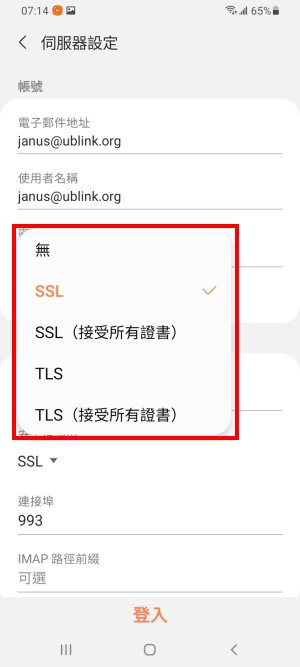 07:14 65%
伺服器設定
帳號
電子郵件地址
janus@ublink.org
使用者名稱
janus@ublink.org
無
SSL
SSL（接受所有證書）
TLS
TLS（接受所有證書）
SSL
連接埠
993
IMAP 路徑前綴
可選
登入